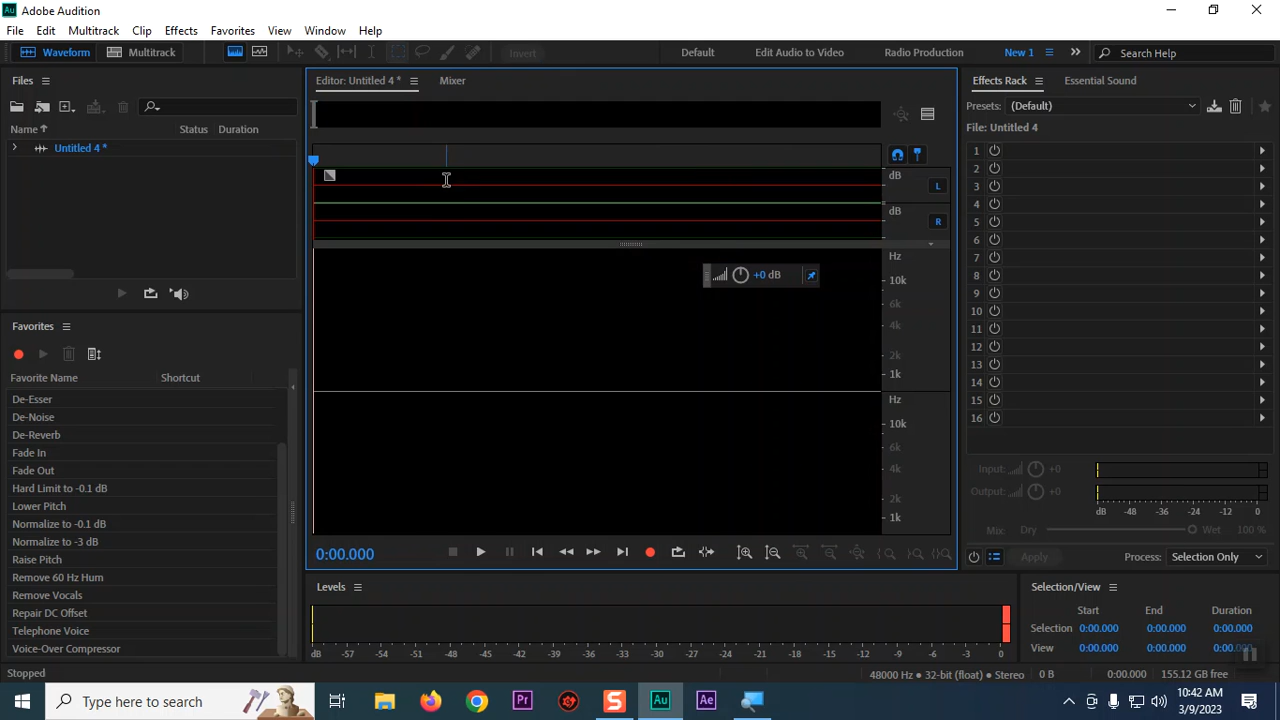 Au Adobe Audition
File Edit Multitrack Clip Effects Favorites View Window Help
Waveform Multitrack Invert Default Edit Audio to Video Radio Production New 1 Search Help
Files
Name Status Duration
Untitled 4 *
Favorites
Favorite Name Shortcut
De-Esser
De-Noise
De-Reverb
Fade In
Fade Out
Hard Limit to -0.1 dB
Lower Pitch
Normalize to -0.1 dB
Normalize to -3 dB
Raise Pitch
Remove 60 Hz Hum
Remove Vocals
Repair DC Offset
Telephone Voice
Voice-Over Compressor
Editor: Untitled 4 * Mixer
dB
L
dB
R
+0 dB
Hz
10k
6k
4k
2k
1k
Hz
10k
6k
4k
2k
1k
0:00.000
Levels
dB -57 -54 -51 -48 -45 -42 -39 -36 -33 -30 -27 -24 -21 -18 -15 -12 -9 -6 -3 0
Effects Rack Essential Sound
Presets: (Default)
File: Untitled 4
1
2
3
4
5
6
7
8
9
10
11
12
13
14
15
16
Input: +0
Output: +0
dB -48 -36 -24 -12 0
Mix: Dry Wet 100 %
Apply Process: Selection Only
Selection/View
Start End Duration
Selection 0:00.000 0:00.000 0:00.000
View 0:00.000 0:00.000 0:00.000
Stopped 48000 Hz • 32-bit (float) • Stereo 0 B 0:00.000 155.12 GB free
Type here to search Pr S Au Ae
10:42 AM
3/9/2023